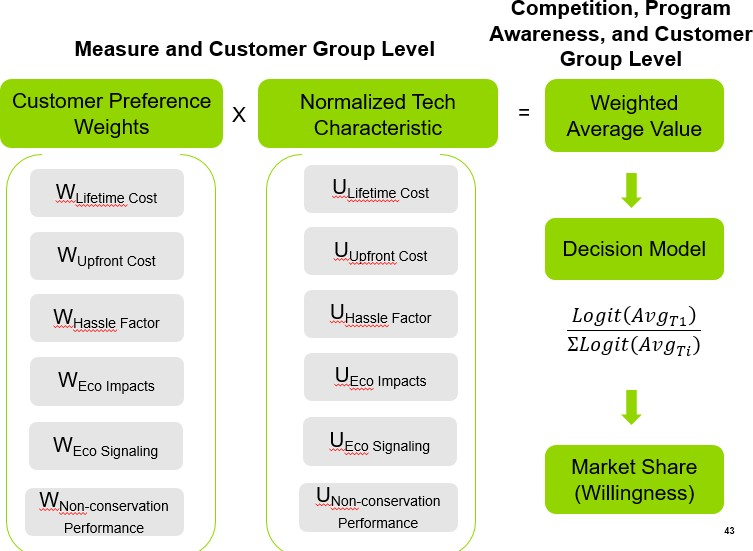 Measure and Customer Group Level
Competition, Program
Awareness, and Customer
Group Level
Customer Preference
Weights
X
Normalized Tech
Characteristic
=
Weighted
Average Value
WLifetime Cost
WUpfront Cost
WHassle Factor
WEco Impacts
WEco Signaling
WNon-conservation
Performance
ULifetime Cost
UUpfront Cost
UHassle Factor
UEco Impacts
UEco Signaling
UNon-conservation
Performance
Decision Model
Logit(AvgT1)
ΣLogit(AvgTi)
Market Share
(Willingness)
43